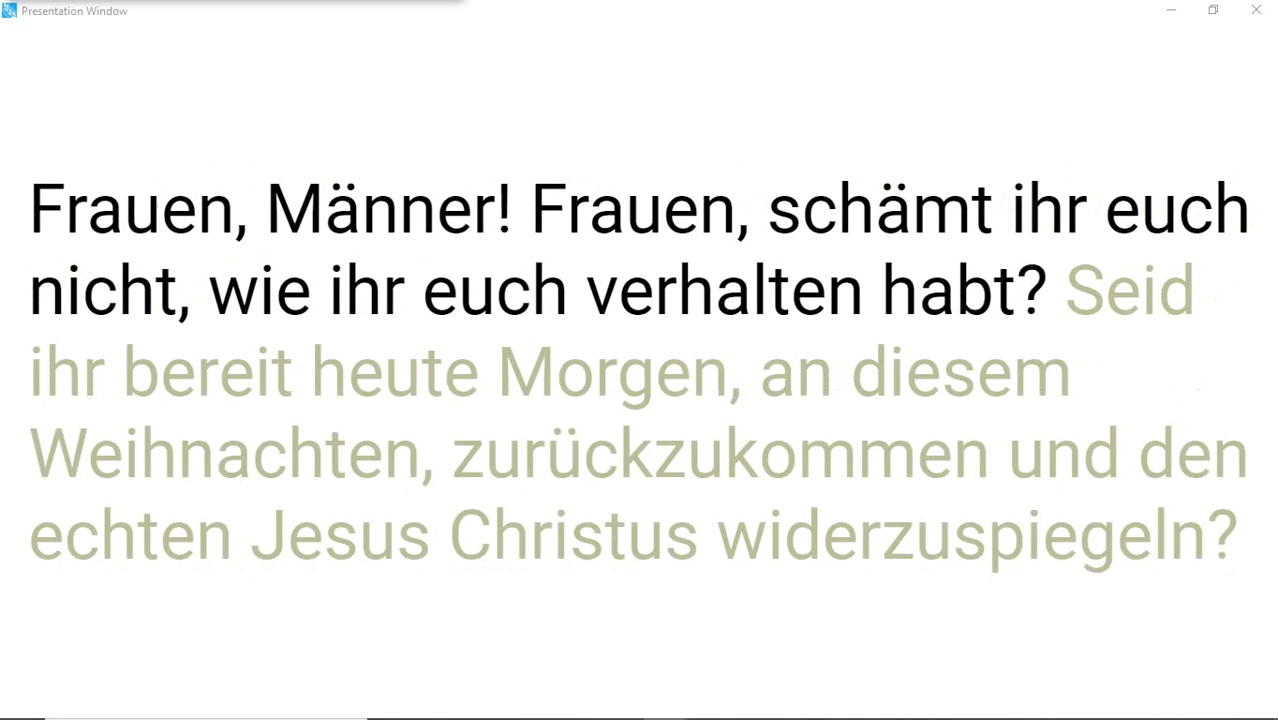 Presentation Window
Frauen, Männer! Frauen, schämt ihr euch
nicht, wie ihr euch verhalten habt? Seid
ihr bereit heute Morgen, an diesem
Weihnachten, zurückzukommen und den
echten Jesus Christus widerzuspiegeln?